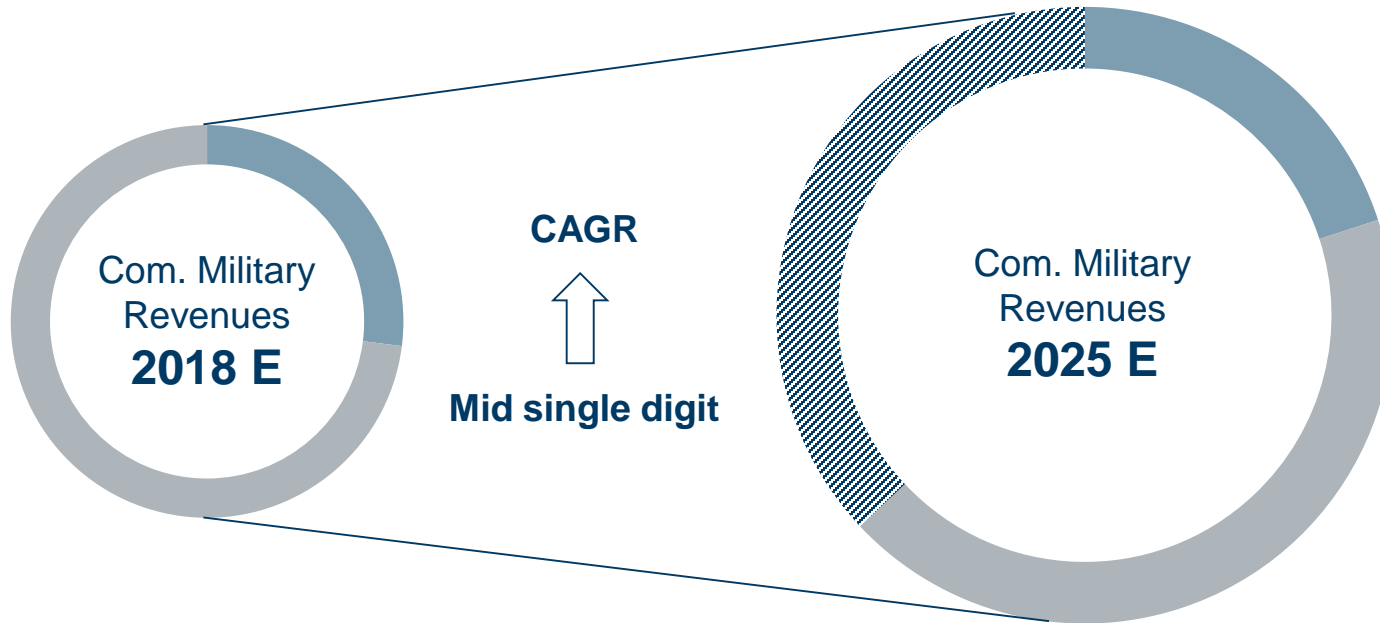 Com. Military
Revenues
2018 E
CAGR
Mid single digit
Com. Military
Revenues
2025 E